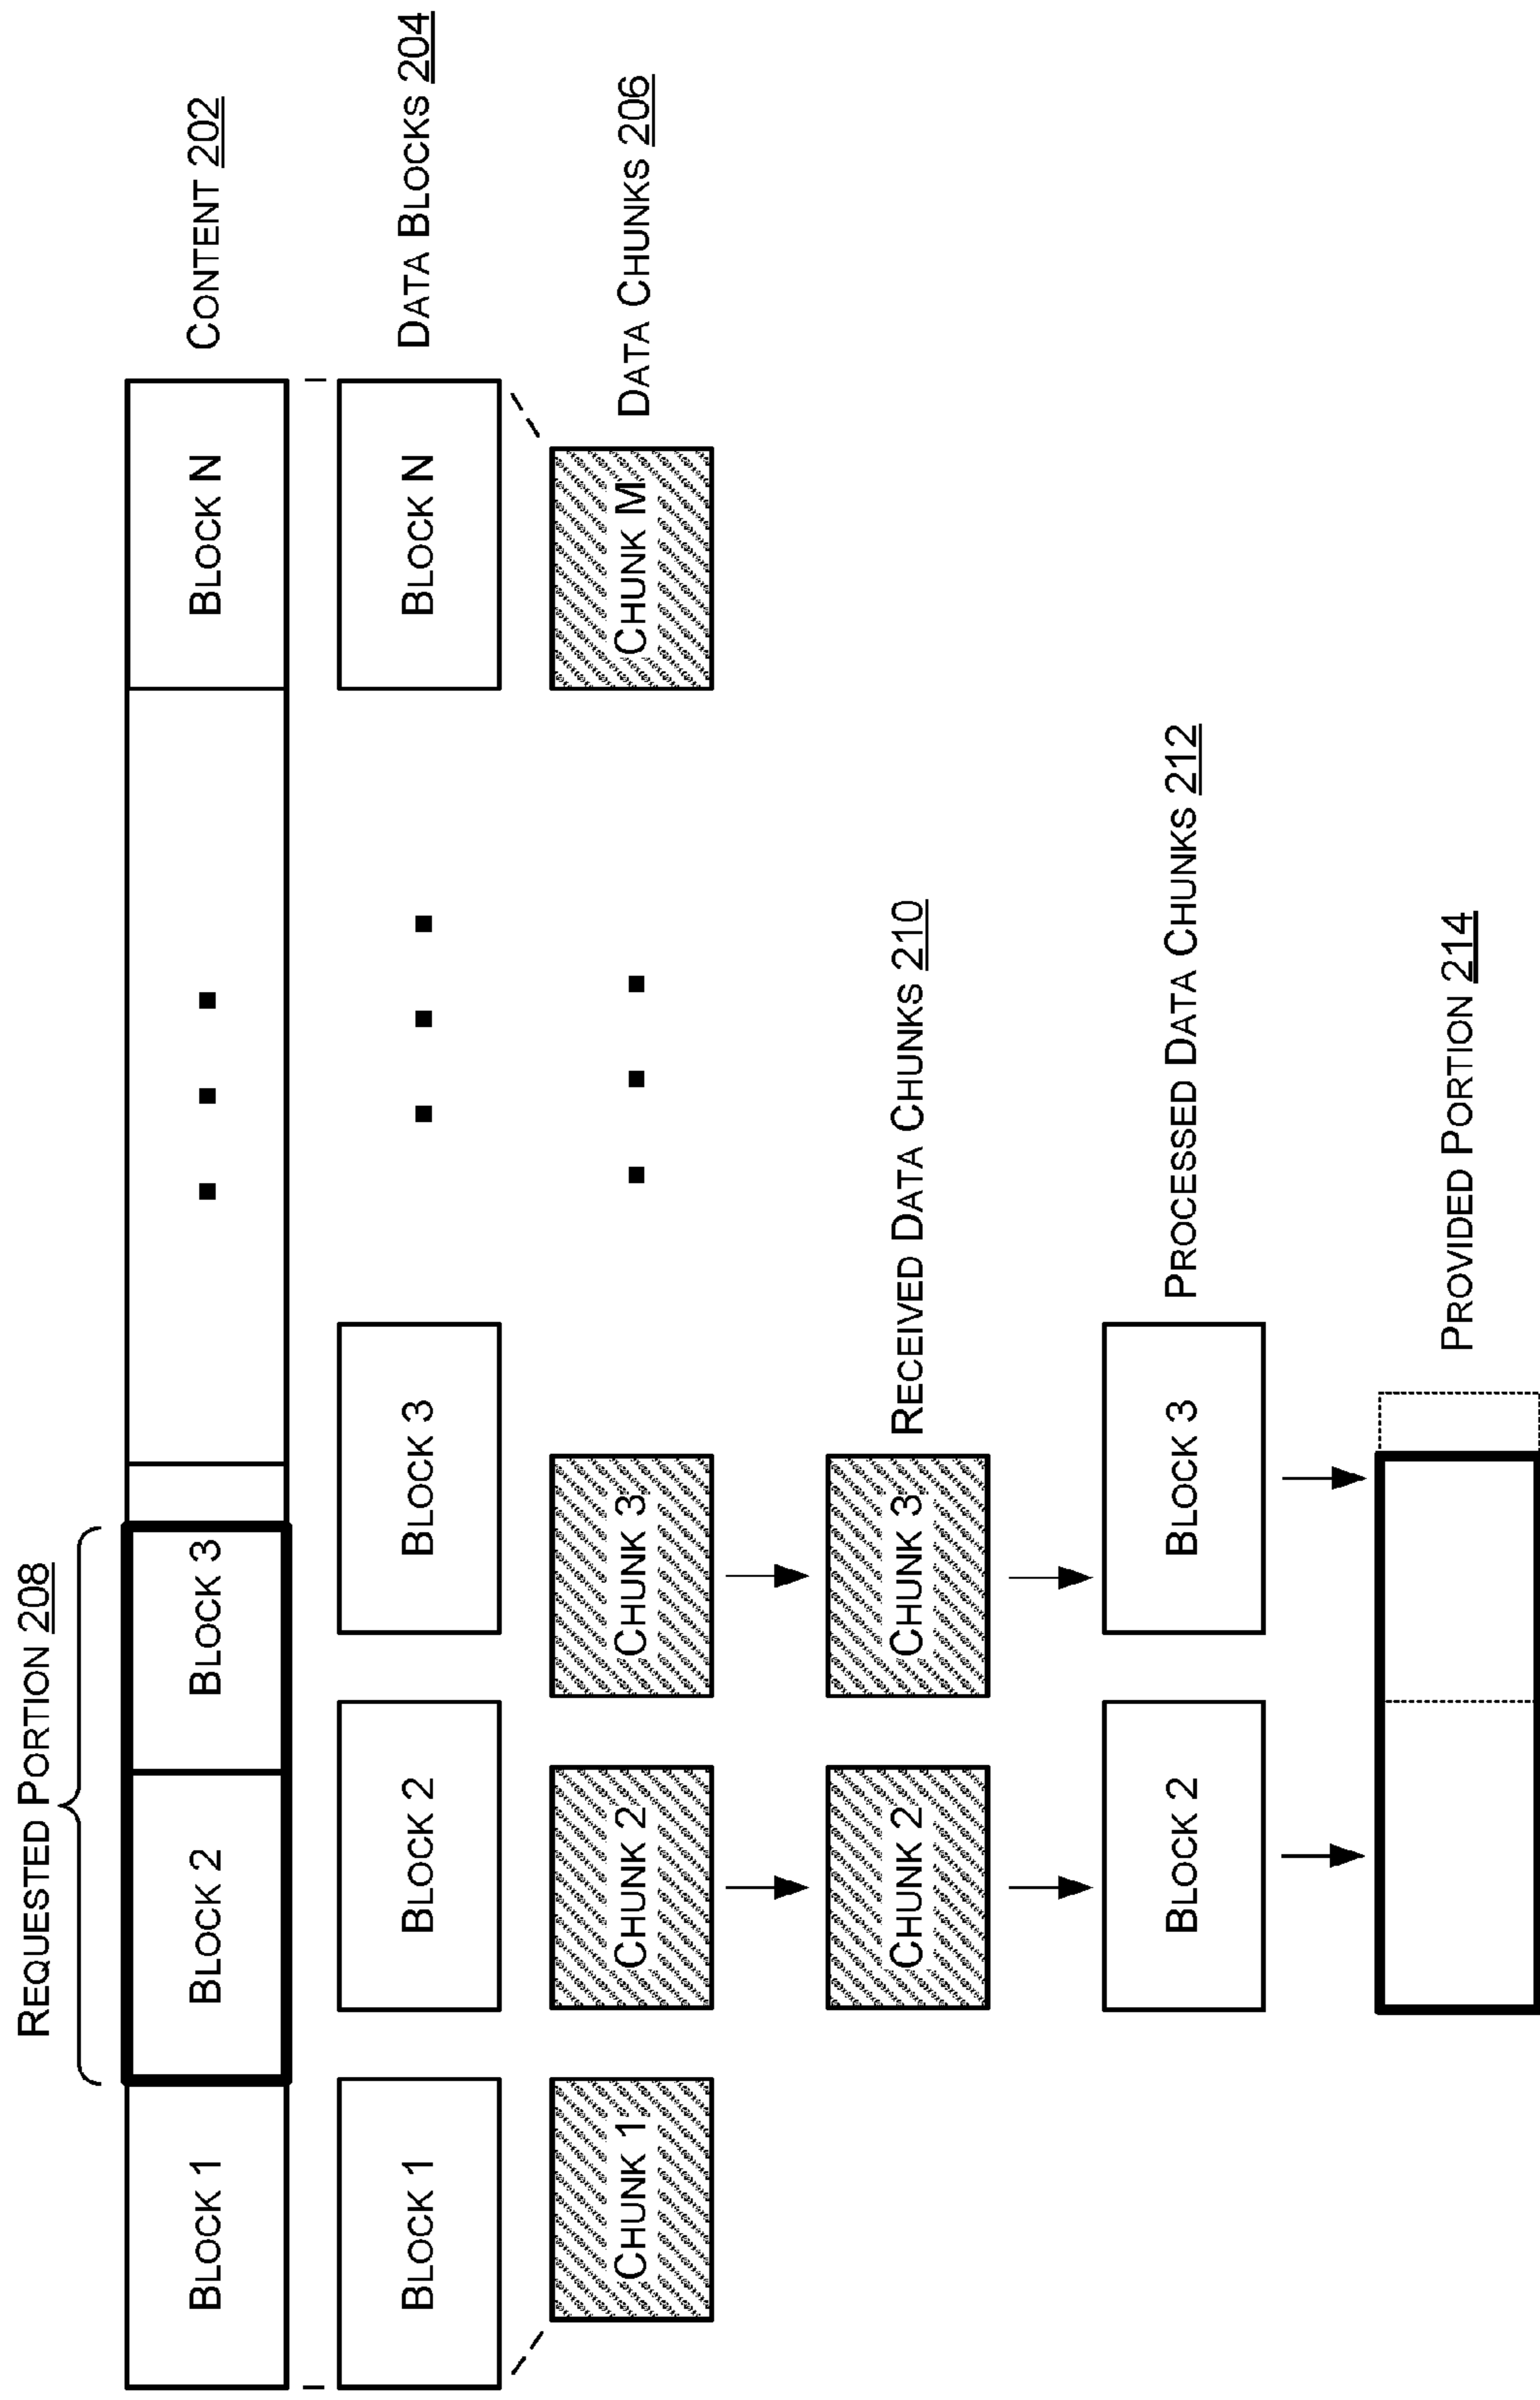 REQUESTED PORTION 208
BLOCK 1 BLOCK 2 BLOCK 3 BLOCK N CONTENT 202
BLOCK 1 BLOCK 2 BLOCK 3 BLOCK N DATA BLOCKS 204
CHUNK 1 CHUNK 2 CHUNK 3 CHUNK M DATA CHUNKS 206
CHUNK 2 CHUNK 3 RECEIVED DATA CHUNKS 210
BLOCK 2 BLOCK 3 PROCESSED DATA CHUNKS 212
PROVIDED PORTION 214